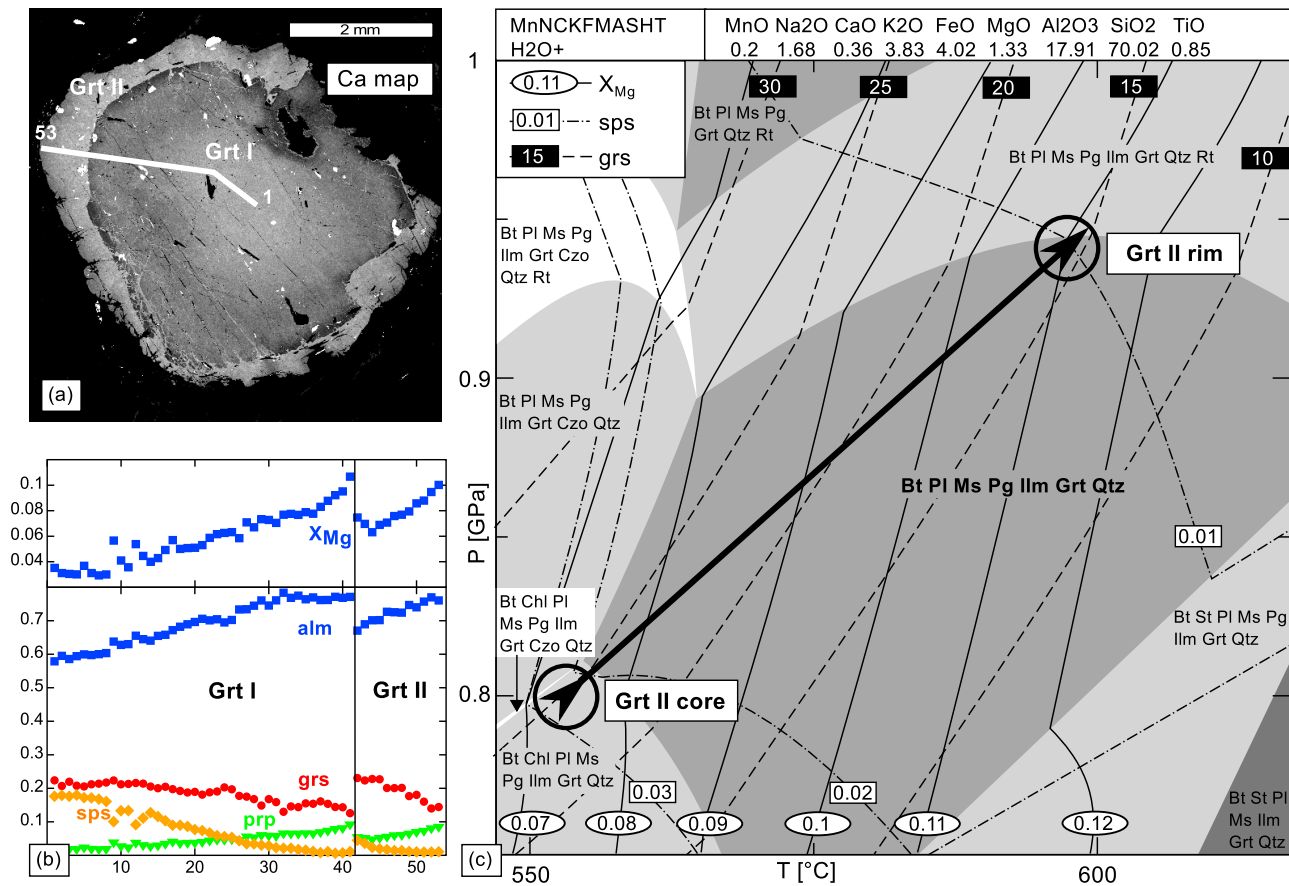 2 mm
Ca map
Grt II
53
Grt I
1
(a)
0.1
0.08
0.06
0.04
XMg
0.7
0.6
0.5
0.4
0.3
0.2
0.1
alm
Grt I
Grt II
grs
sps
prp
(b)
10
20
30
40
50
MnNCKFMASHT
H2O+
MnO Na2O CaO K2O FeO MgO Al2O3 SiO2 TiO
0.2 1.68 0.36 3.83 4.02 1.33 17.91 70.02 0.85
0.11 XMg
0.01 sps
15 grs
1
0.9
0.8
P [GPa]
30
25
20
15
10
Bt Pl Ms Pg
Grt Qtz Rt
Bt Pl Ms Pg Ilm Grt Qtz Rt
Bt Pl Ms Pg
Ilm Grt Czo
Qtz Rt
Grt II rim
Bt Pl Ms Pg
Ilm Grt Czo Qtz
Bt Pl Ms Pg Ilm Grt Qtz
0.01
Bt Chl Pl
Ms Pg Ilm
Grt Czo Qtz
Bt St Pl Ms Pg
Ilm Grt Qtz
Grt II core
Bt Chl Pl Ms
Pg Ilm Grt Qtz
0.03
0.02
Bt St Pl
Ms Ilm
Grt Qtz
0.07
0.08
0.09
0.1
0.11
0.12
(c)
550
T [°C]
600